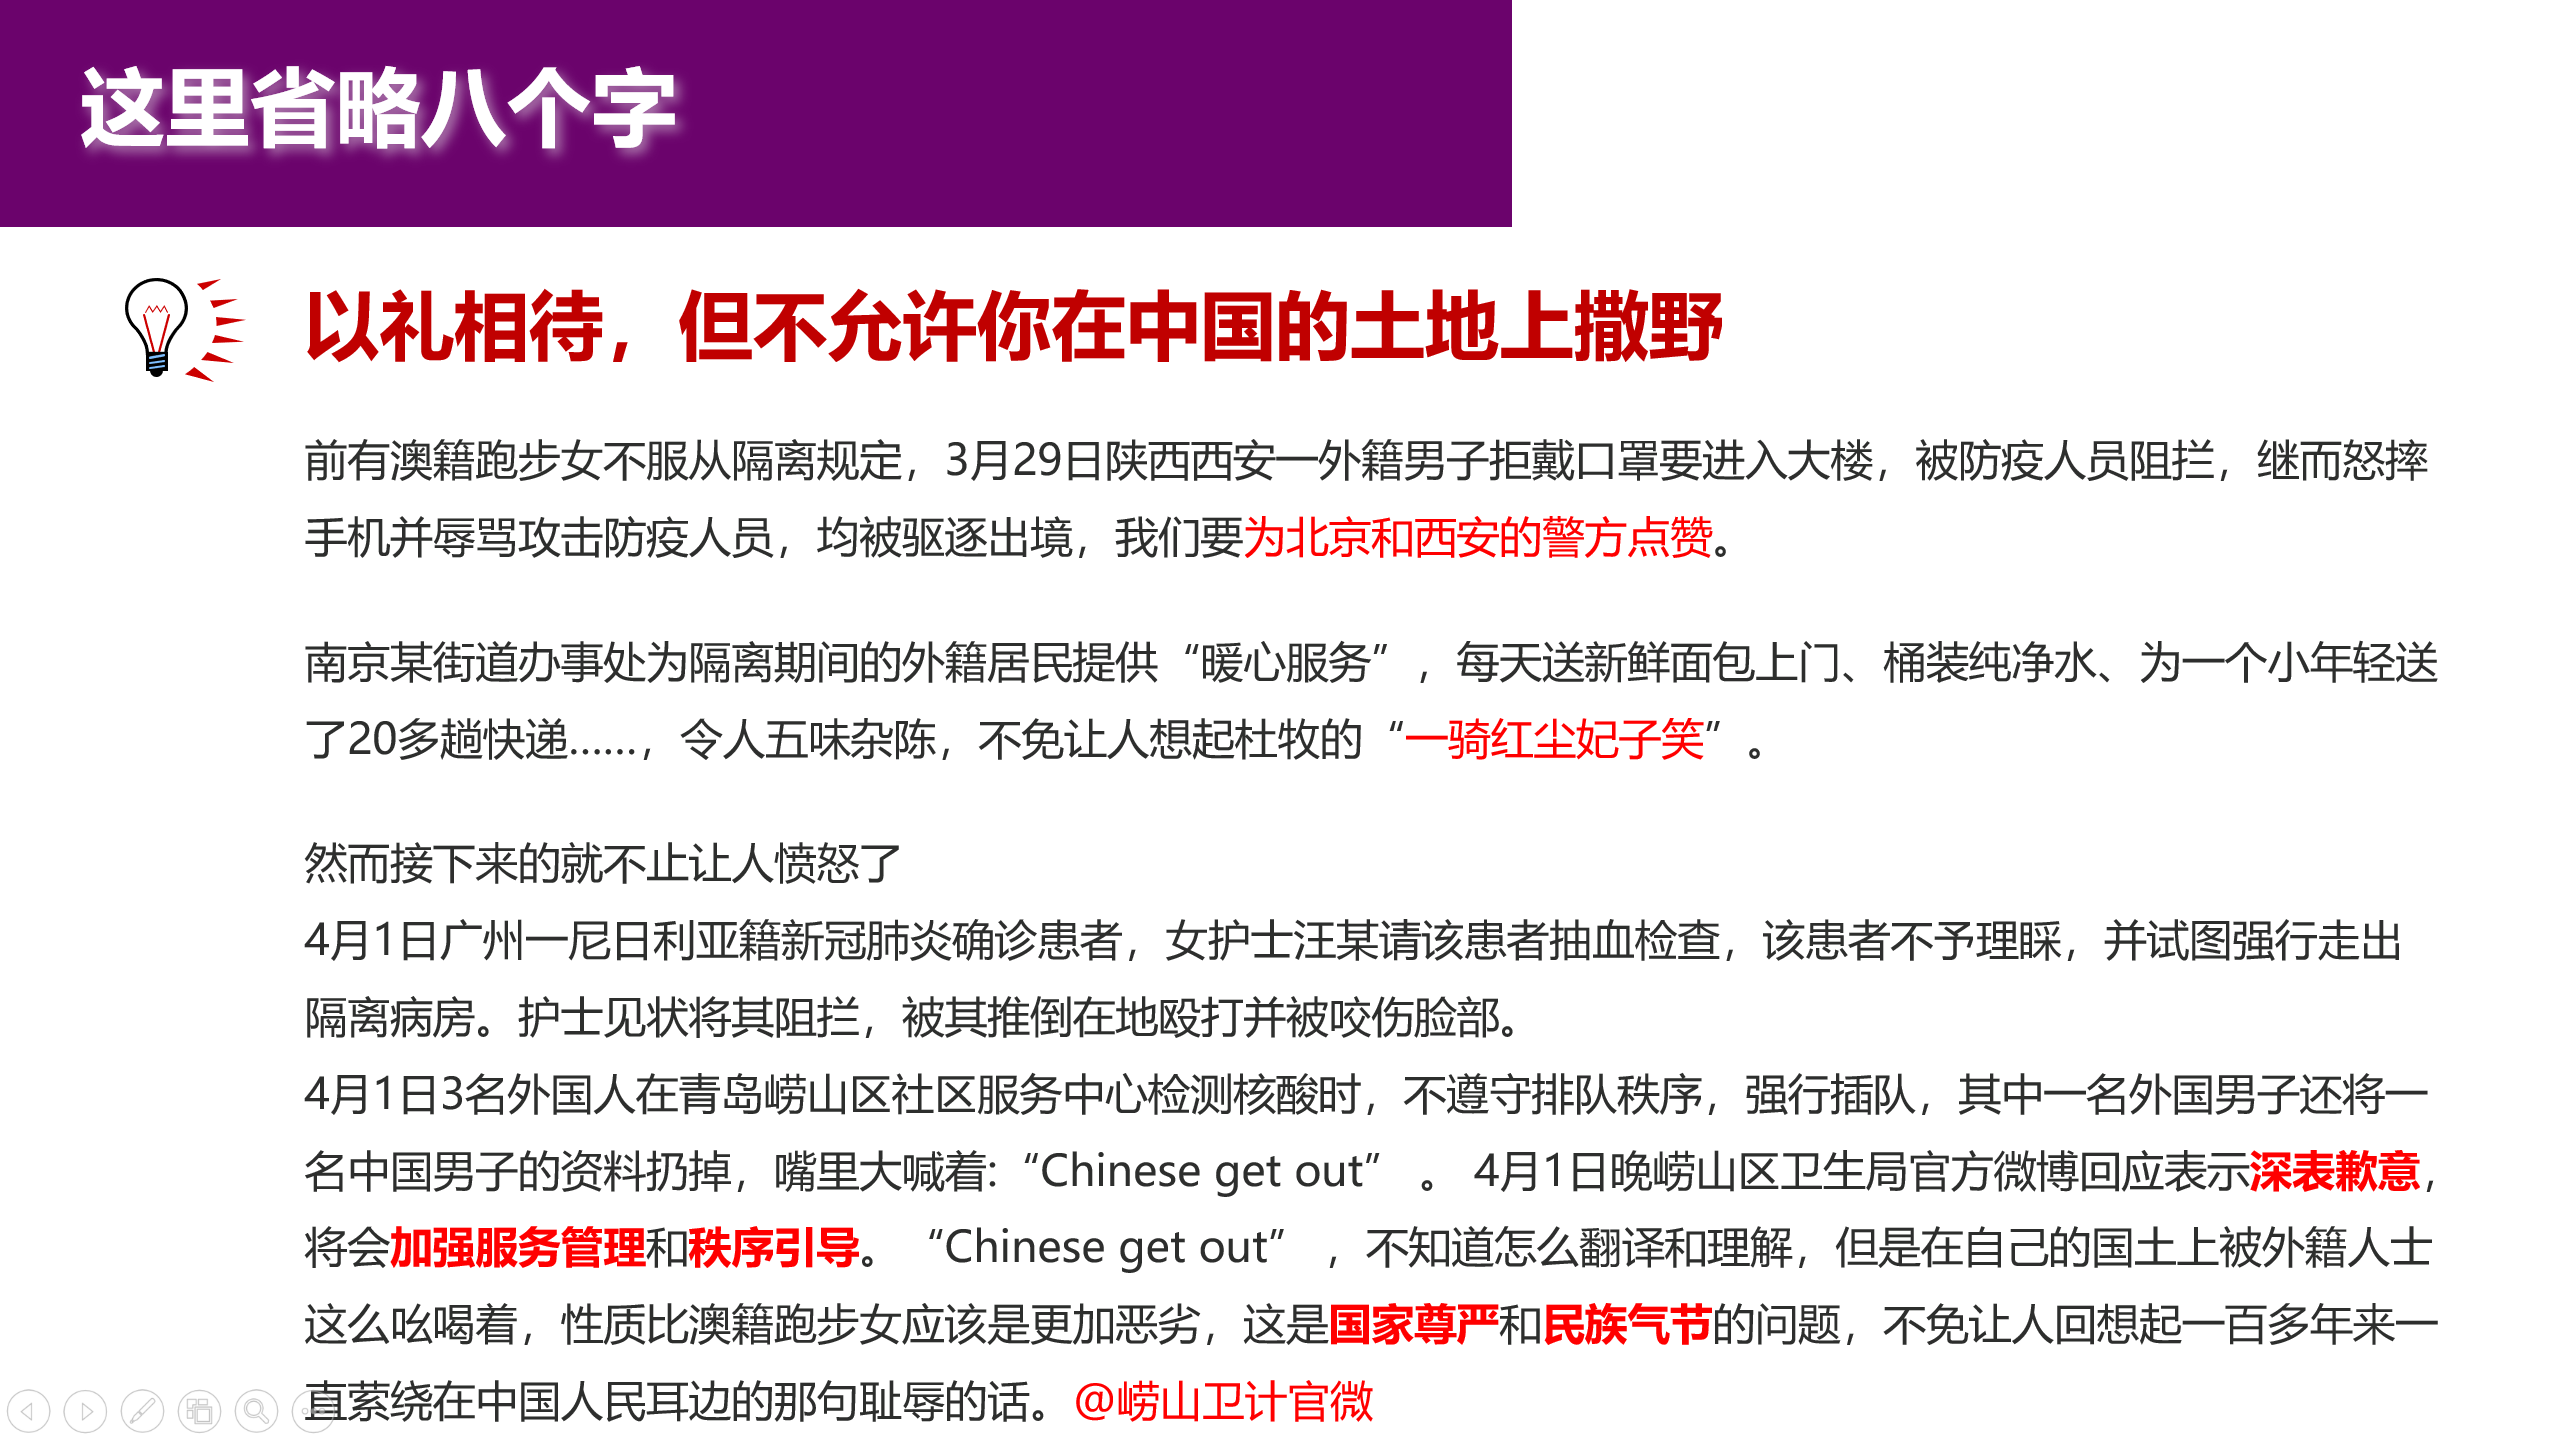 这里省略八个字
以礼相待，但不允许你在中国的土地上撒野
前有澳籍跑步女不服从隔离规定，3月29日陕西西安一外籍男子拒戴口罩要进入大楼，被防疫人员阻拦，继而怒摔
手机并辱骂攻击防疫人员，均被驱逐出境，我们要为北京和西安的警方点赞。
南京某街道办事处为隔离期间的外籍居民提供“暖心服务”，每天送新鲜面包上门、桶装纯净水、为一个小年轻送
了20多趟快递……，令人五味杂陈，不免让人想起杜牧的“一骑红尘妃子笑”。
然而接下来的就不止让人愤怒了
4月1日广州一尼日利亚籍新冠肺炎确诊患者，女护士汪某请该患者抽血检查，该患者不予理睬，并试图强行走出
隔离病房。护士见状将其阻拦，被其推倒在地殴打并被咬伤脸部。
4月1日3名外国人在青岛崂山区社区服务中心检测核酸时，不遵守排队秩序，强行插队，其中一名外国男子还将一
名中国男子的资料扔掉，嘴里大喊着:“Chinese get out” 。 4月1日晚崂山区卫生局官方微博回应表示深表歉意，
将会加强服务管理和秩序引导。“Chinese get out” ，不知道怎么翻译和理解，但是在自己的国土上被外籍人士
这么吆喝着，性质比澳籍跑步女应该是更加恶劣，这是国家尊严和民族气节的问题，不免让人回想起一百多年来一
直萦绕在中国人民耳边的那句耻辱的话。@崂山卫计官微